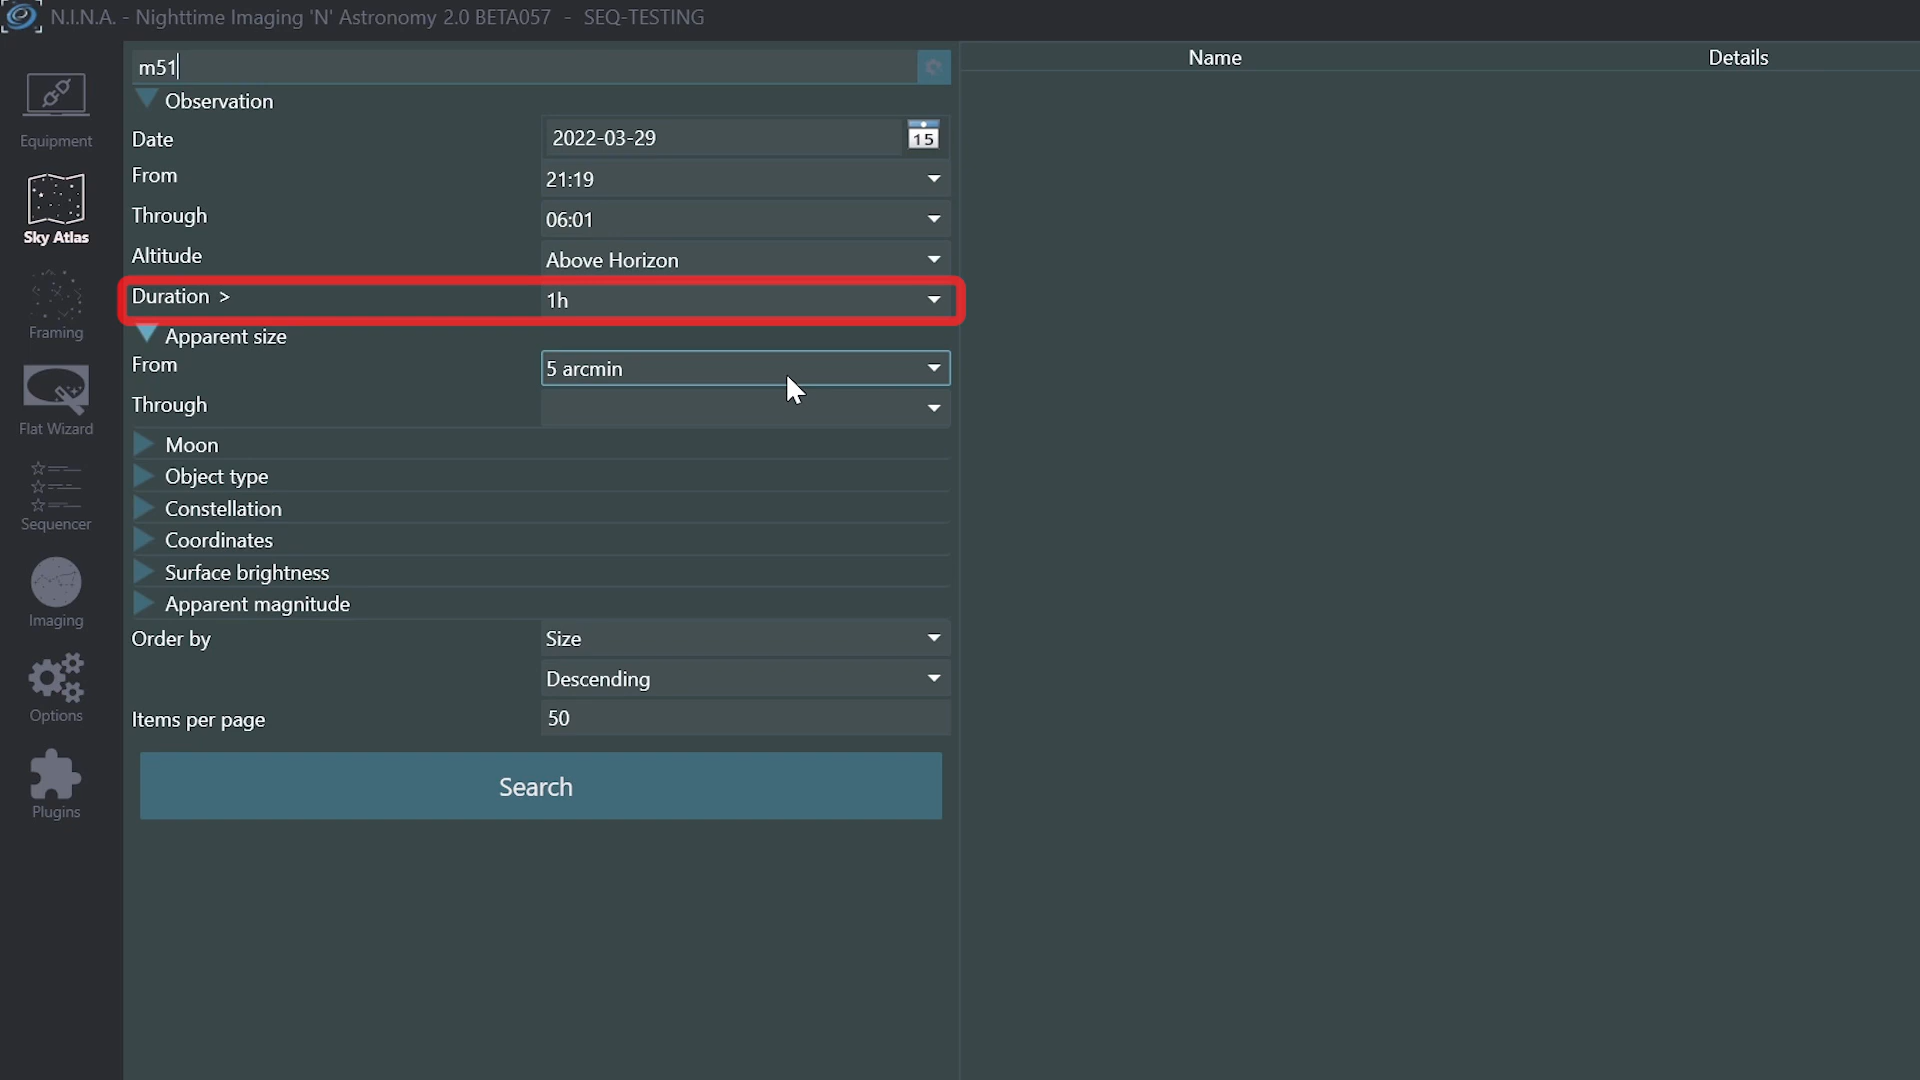 N.I.N.A. - Nighttime Imaging 'N' Astronomy 2.0 BETA057 - SEQ-TESTING
Equipment
Sky Atlas
Framing
Flat Wizard
Sequencer
Imaging
Options
Plugins
m51
Observation
Date 2022-03-29 15
From 21:19
Through 06:01
Altitude Above Horizon
Duration > 1h
Apparent size
From 5 arcmin
Through
Moon
Object type
Constellation
Coordinates
Surface brightness
Apparent magnitude
Order by Size
Descending
Items per page 50
Search
Name Details